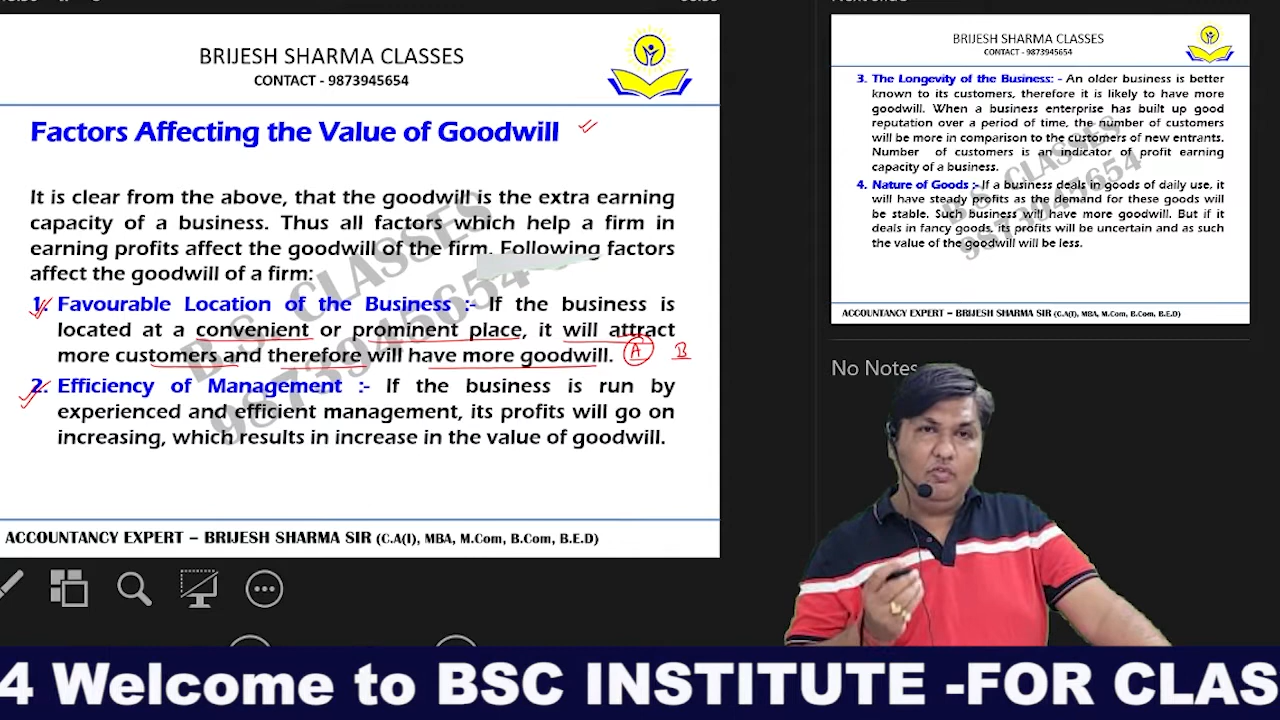 BRIJESH SHARMA CLASSES
CONTACT - 9873945654
Factors Affecting the Value of Goodwill
It is clear from the above, that the goodwill is the extra earning
capacity of a business. Thus all factors which help a firm in
earning profits affect the goodwill of the firm. Following factors
affect the goodwill of a firm:
1. Favourable Location of the Business :- If the business is
located at a convenient or prominent place, it will attract
more customers and therefore will have more goodwill. A B
2. Efficiency of Management :- If the business is run by
experienced and efficient management, its profits will go on
increasing, which results in increase in the value of goodwill.
B.S. CLASSES
9873945654
ACCOUNTANCY EXPERT – BRIJESH SHARMA SIR (C.A(I), MBA, M.Com, B.Com, B.E.D)
BRIJESH SHARMA CLASSES
CONTACT - 9873945654
3. The Longevity of the Business: - An older business is better
known to its customers, therefore it is likely to have more
goodwill. When a business enterprise has built up good
reputation over a period of time, the number of customers
will be more in comparison to the customers of new entrants.
Number of customers is an indicator of profit earning
capacity of a business.
4. Nature of Goods :- If a business deals in goods of daily use, it
will have steady profits as the demand for these goods will
be stable. Such business will have more goodwill. But if it
deals in fancy goods, its profits will be uncertain and as such
the value of the goodwill will be less.
B.S. CLASSES
9873947654
ACCOUNTANCY EXPERT – BRIJESH SHARMA SIR (C.A(I), MBA, M.Com, B.Com, B.E.D)
No Notes
4 Welcome to BSC INSTITUTE -FOR CLAS